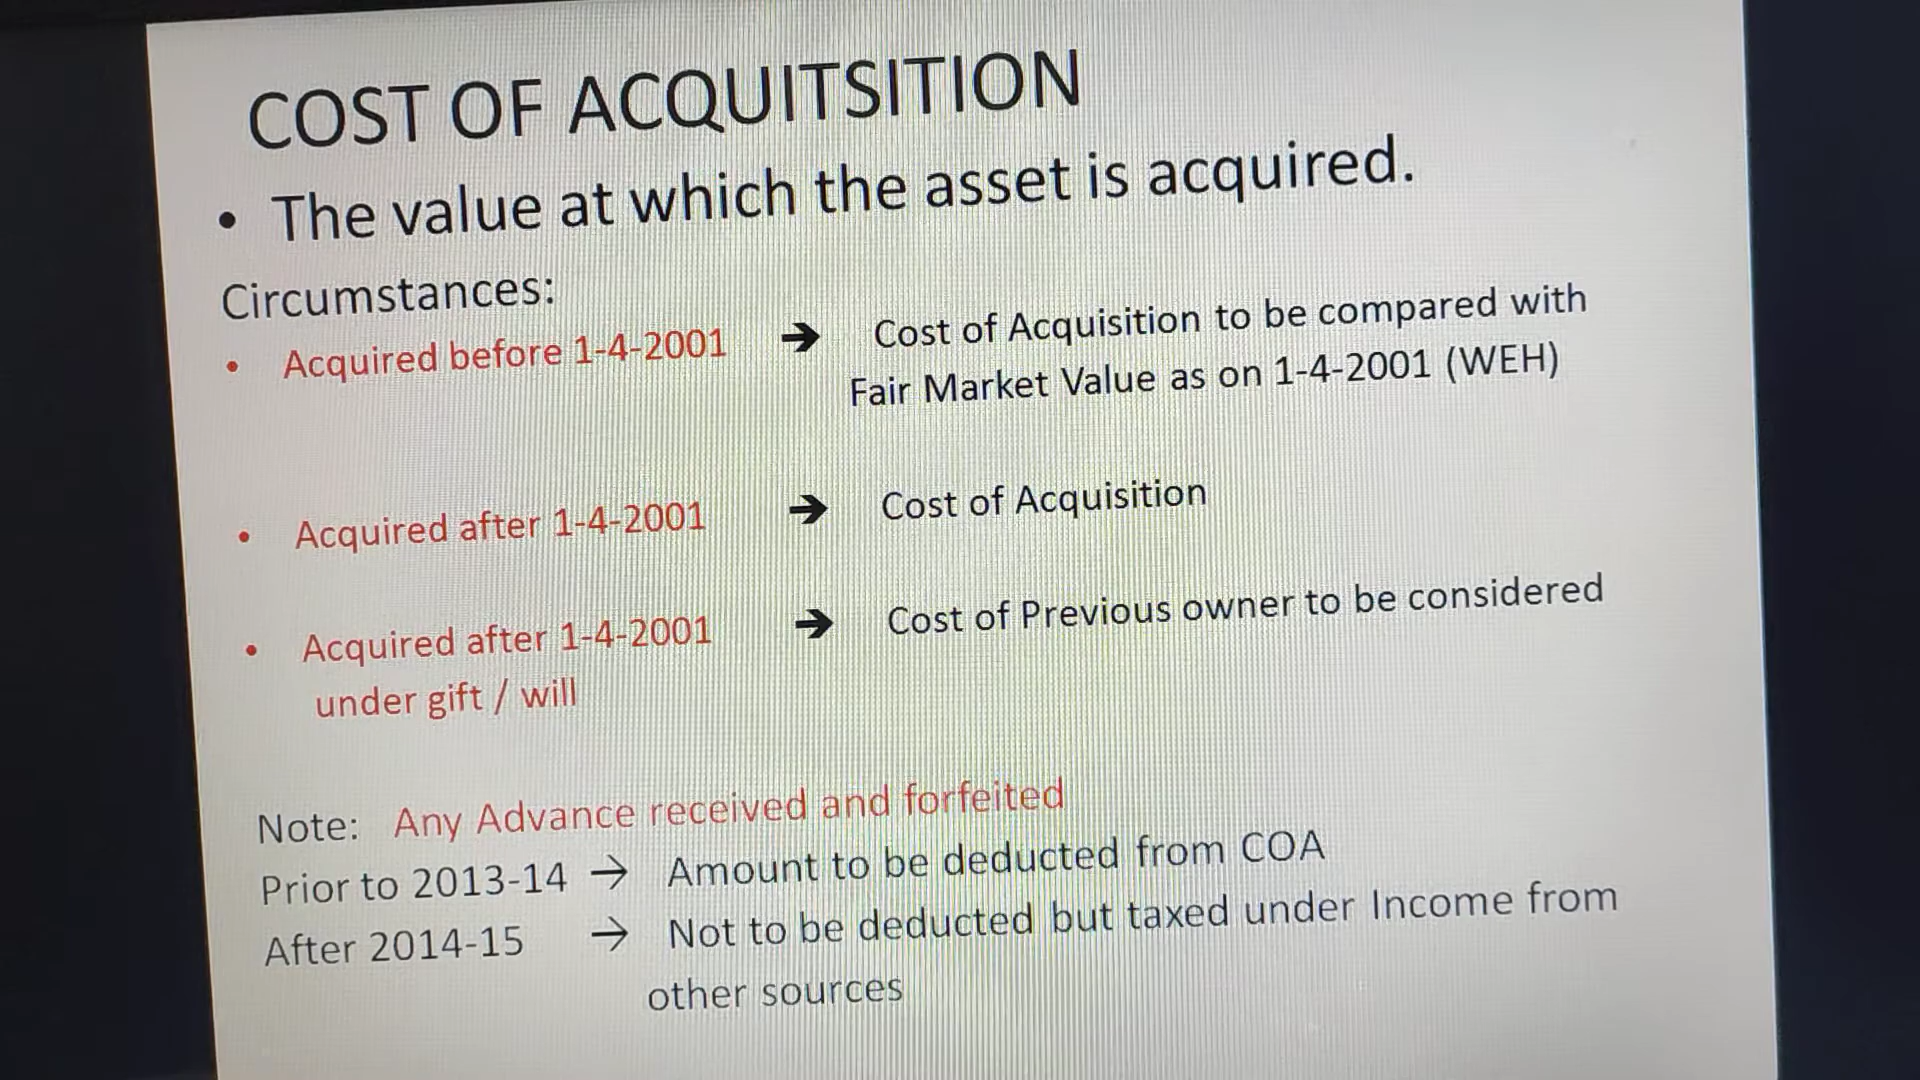 COST OF ACQUITSITION
• The value at which the asset is acquired.
Circumstances:
• Acquired before 1-4-2001 ➔ Cost of Acquisition to be compared with
Fair Market Value as on 1-4-2001 (WEH)
• Acquired after 1-4-2001 ➔ Cost of Acquisition
• Acquired after 1-4-2001 ➔ Cost of Previous owner to be considered
under gift / will
Note: Any Advance received and forfeited
Prior to 2013-14 → Amount to be deducted from COA
After 2014-15 → Not to be deducted but taxed under Income from
other sources